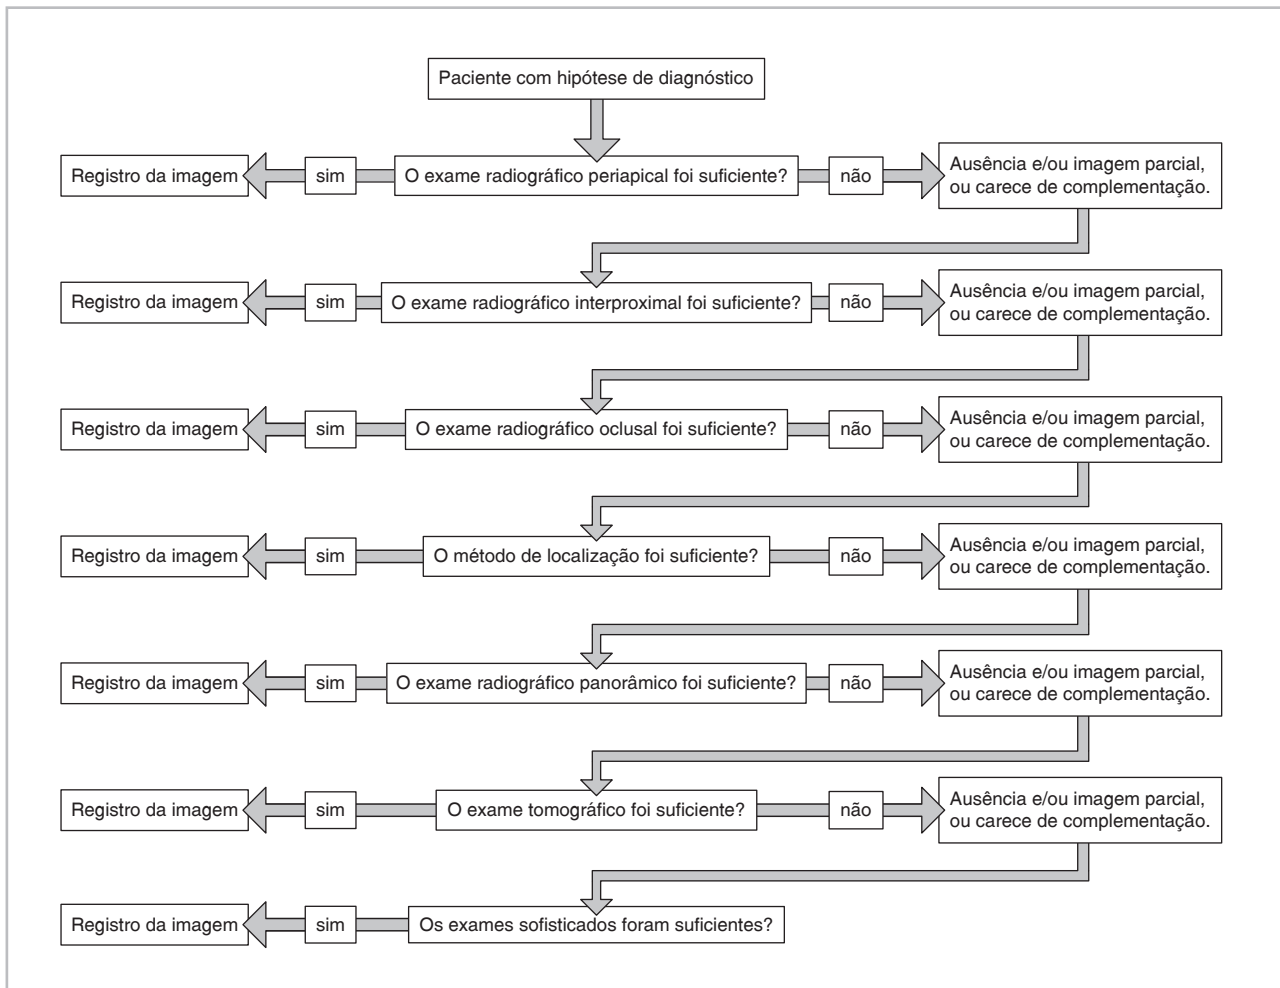 Paciente com hipótese de diagnóstico
Registro da imagem
sim
O exame radiográfico periapical foi suficiente?
não
Ausência e/ou imagem parcial,
ou carece de complementação.
Registro da imagem
sim
O exame radiográfico interproximal foi suficiente?
não
Ausência e/ou imagem parcial,
ou carece de complementação.
Registro da imagem
sim
O exame radiográfico oclusal foi suficiente?
não
Ausência e/ou imagem parcial,
ou carece de complementação.
Registro da imagem
sim
O método de localização foi suficiente?
não
Ausência e/ou imagem parcial,
ou carece de complementação.
Registro da imagem
sim
O exame radiográfico panorâmico foi suficiente?
não
Ausência e/ou imagem parcial,
ou carece de complementação.
Registro da imagem
sim
O exame tomográfico foi suficiente?
não
Ausência e/ou imagem parcial,
ou carece de complementação.
Registro da imagem
sim
Os exames sofisticados foram suficientes?